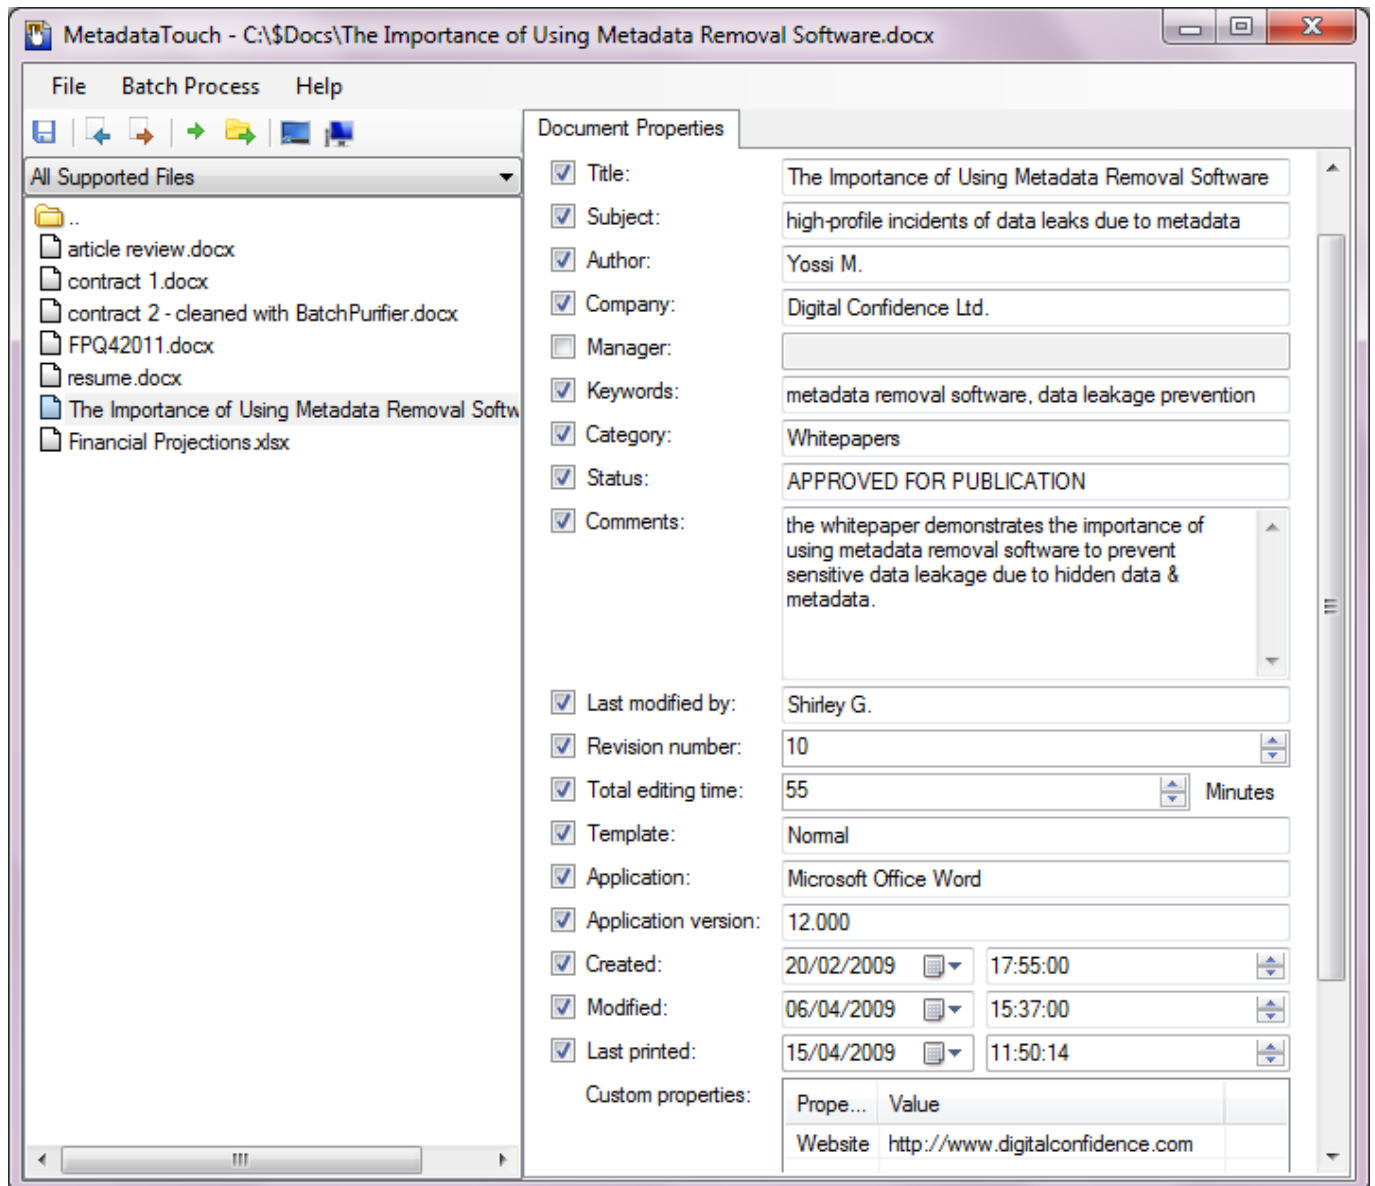 MetadataTouch - C:\$Docs\The Importance of Using Metadata Removal Software.docx
File Batch Process Help
All Supported Files
..
article review.docx
contract 1.docx
contract 2 - cleaned with BatchPurifier.docx
FPQ42011.docx
resume.docx
The Importance of Using Metadata Removal Softw
Financial Projections.xlsx
Document Properties
Title: The Importance of Using Metadata Removal Software
Subject: high-profile incidents of data leaks due to metadata
Author: Yossi M.
Company: Digital Confidence Ltd.
Manager:
Keywords: metadata removal software, data leakage prevention
Category: Whitepapers
Status: APPROVED FOR PUBLICATION
Comments: the whitepaper demonstrates the importance of
using metadata removal software to prevent
sensitive data leakage due to hidden data &
metadata.
Last modified by: Shirley G.
Revision number: 10
Total editing time: 55 Minutes
Template: Normal
Application: Microsoft Office Word
Application version: 12.000
Created: 20/02/2009 17:55:00
Modified: 06/04/2009 15:37:00
Last printed: 15/04/2009 11:50:14
Custom properties: Prope... Value
Website http://www.digitalconfidence.com